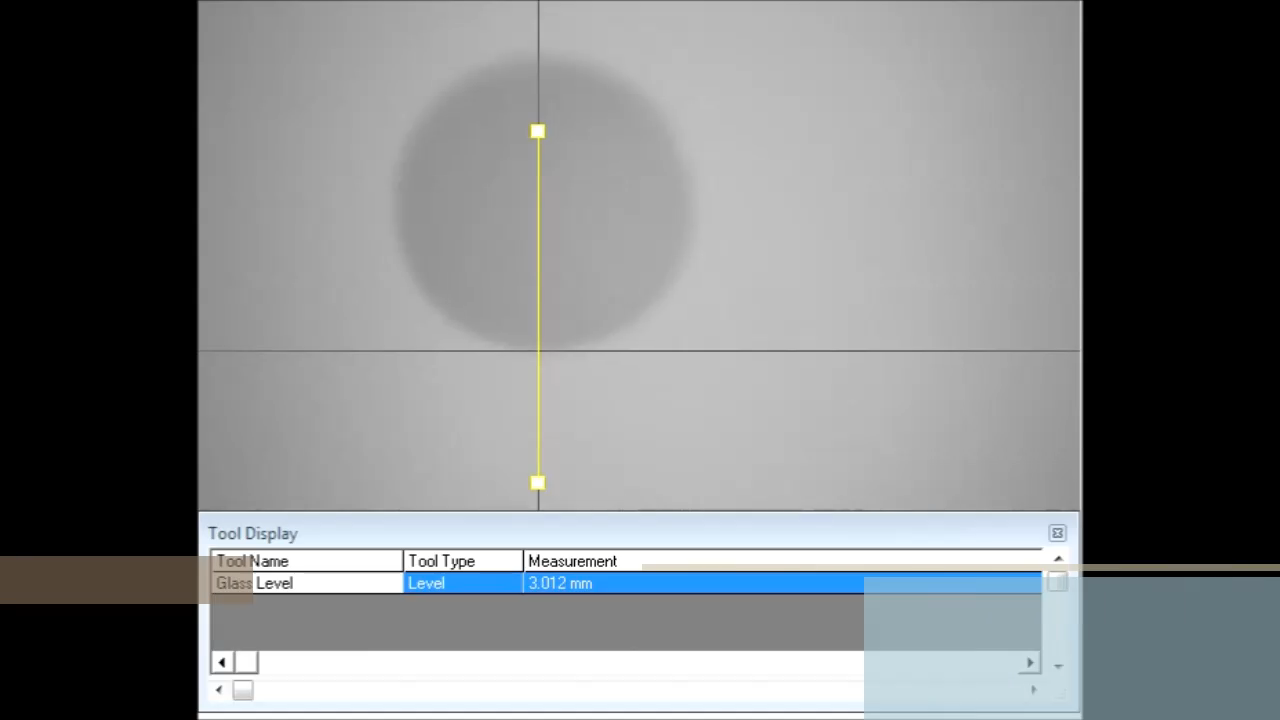 Tool Display
Tool Name Tool Type Measurement
Glass Level Level 3.012 mm